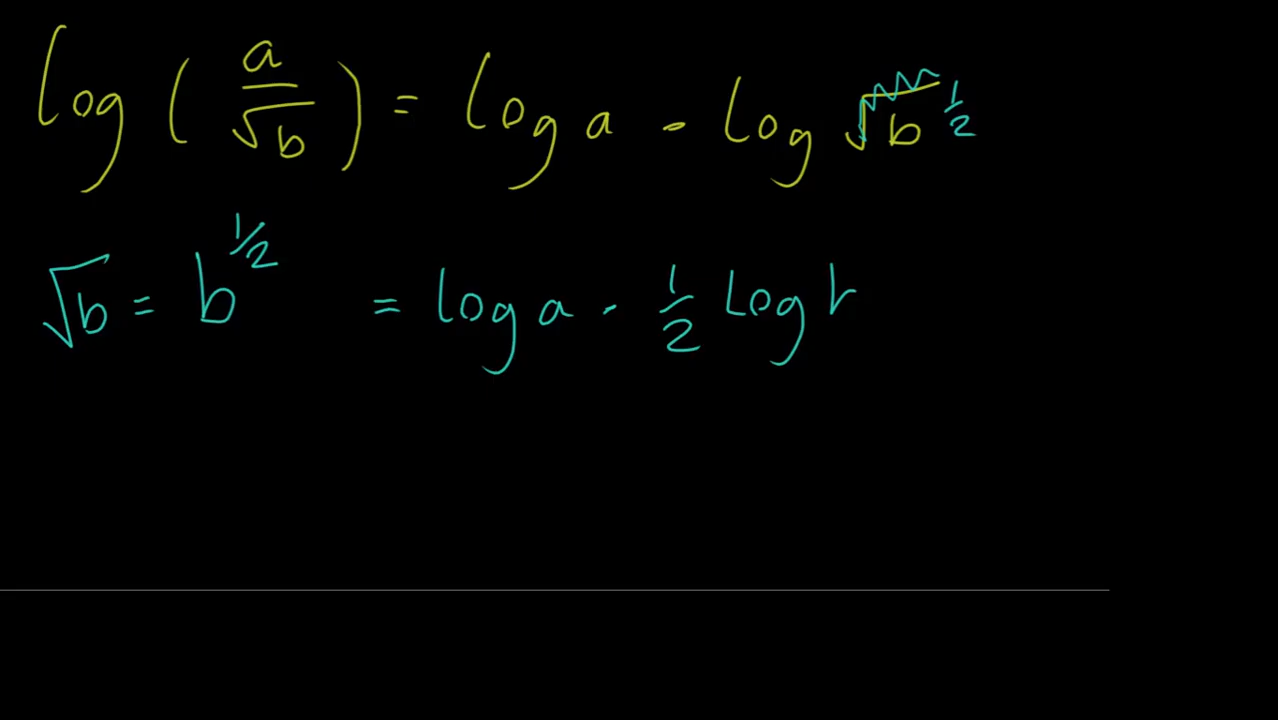 log ( a / √b ) = log a - log √b 1/2
√b = b^1/2 = log a - 1/2 log